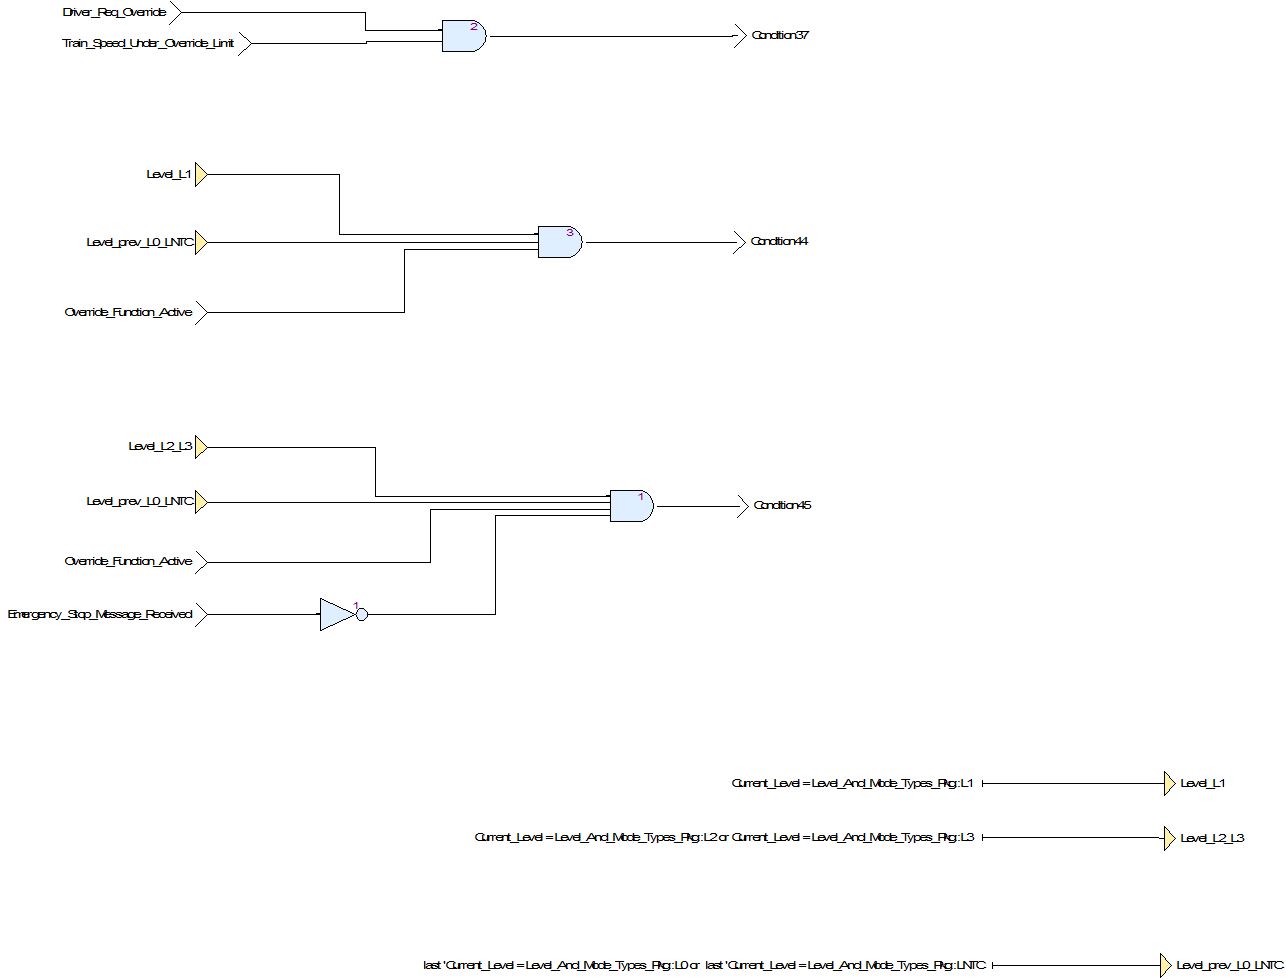 Driver_Req_Override
2
Condition37
Train_Speed_Under_Override_Limit
Level_L1
3
Level_prev_L0_LNTC
Condition44
Override_Function_Active
Level_L2_L3
1
Level_prev_L0_LNTC
Condition45
Override_Function_Active
1
Emergency_Stop_Message_Received
Current_Level = Level_And_Mode_Types_Pkg::L1
Level_L1
Current_Level = Level_And_Mode_Types_Pkg::L2 or Current_Level = Level_And_Mode_Types_Pkg::L3
Level_L2_L3
last 'Current_Level = Level_And_Mode_Types_Pkg::L0 or last 'Current_Level = Level_And_Mode_Types_Pkg::LNTC
Level_prev_L0_LNTC